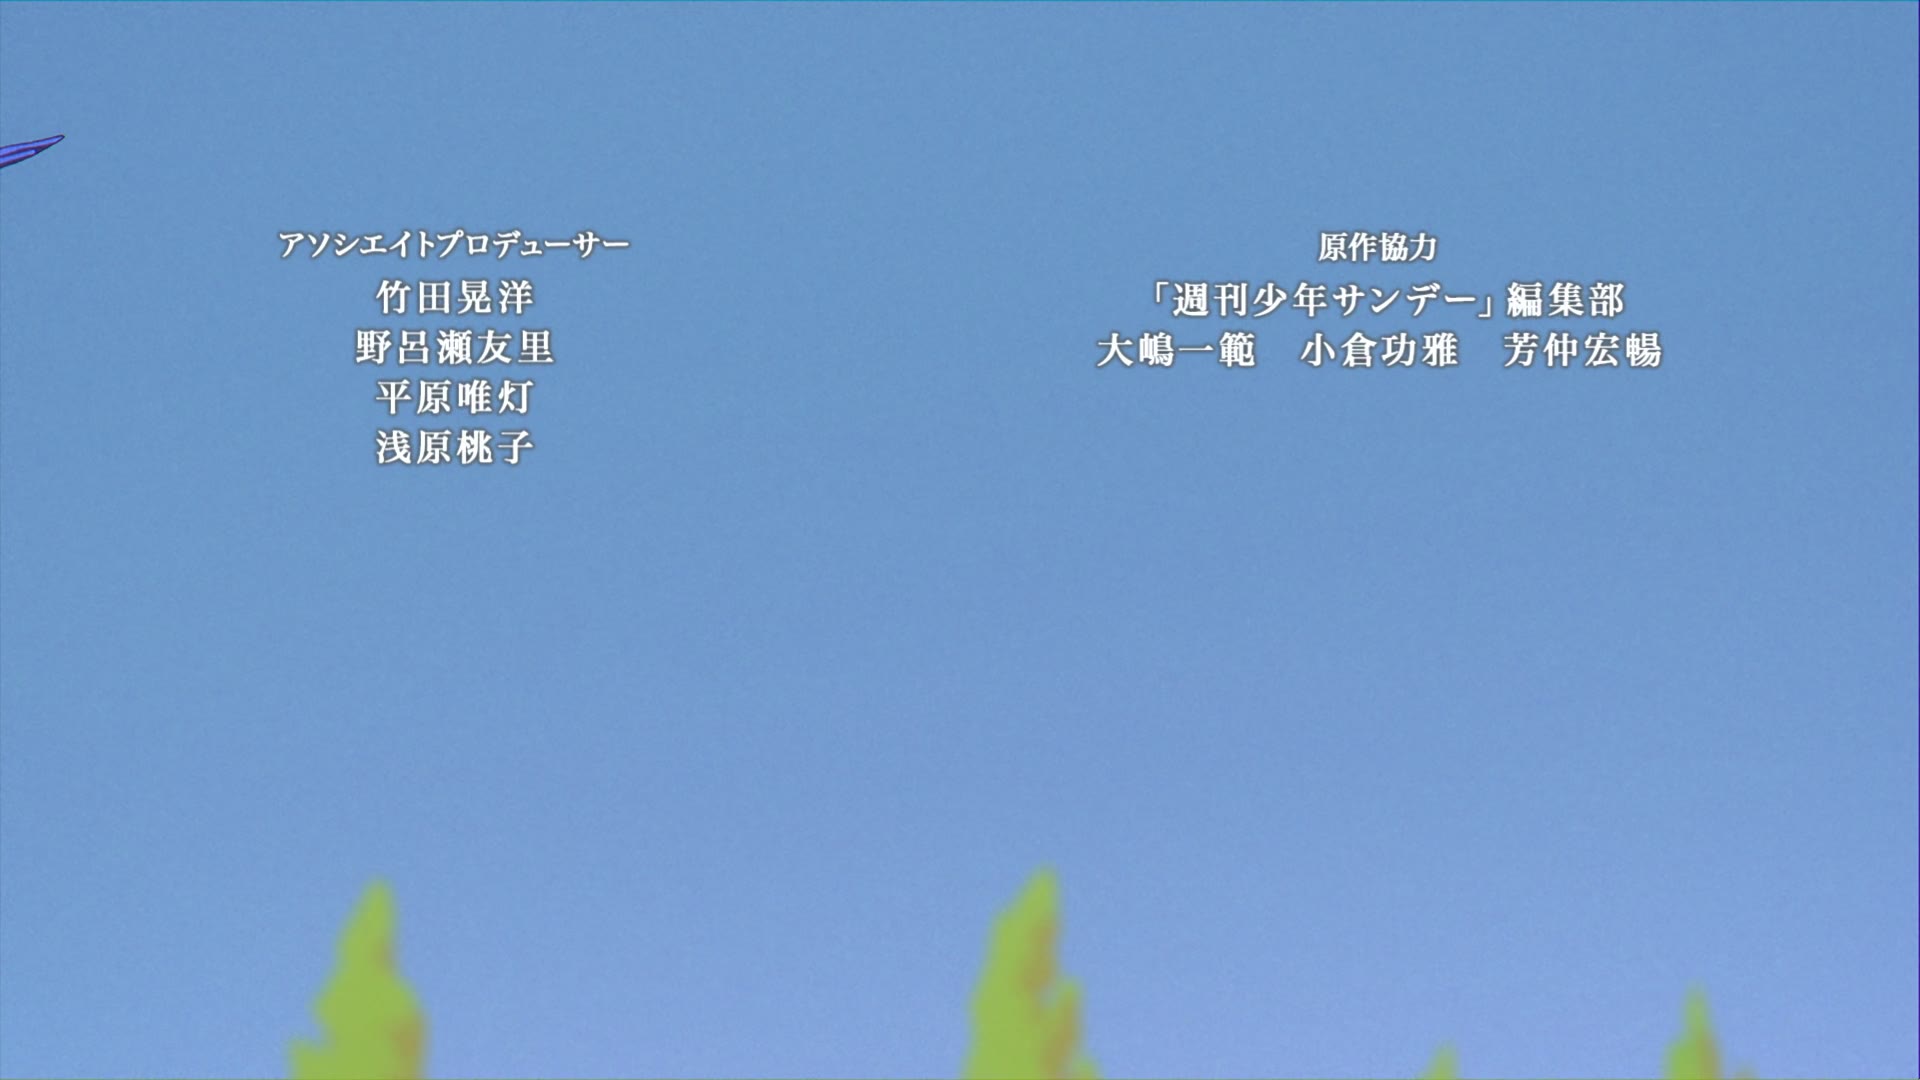 アソシエイトプロデューサー
竹田晃洋
野呂瀬友里
平原唯灯
浅原桃子
原作協力
「週刊少年サンデー」編集部
大嶋一範　小倉功雅　芳仲宏暢